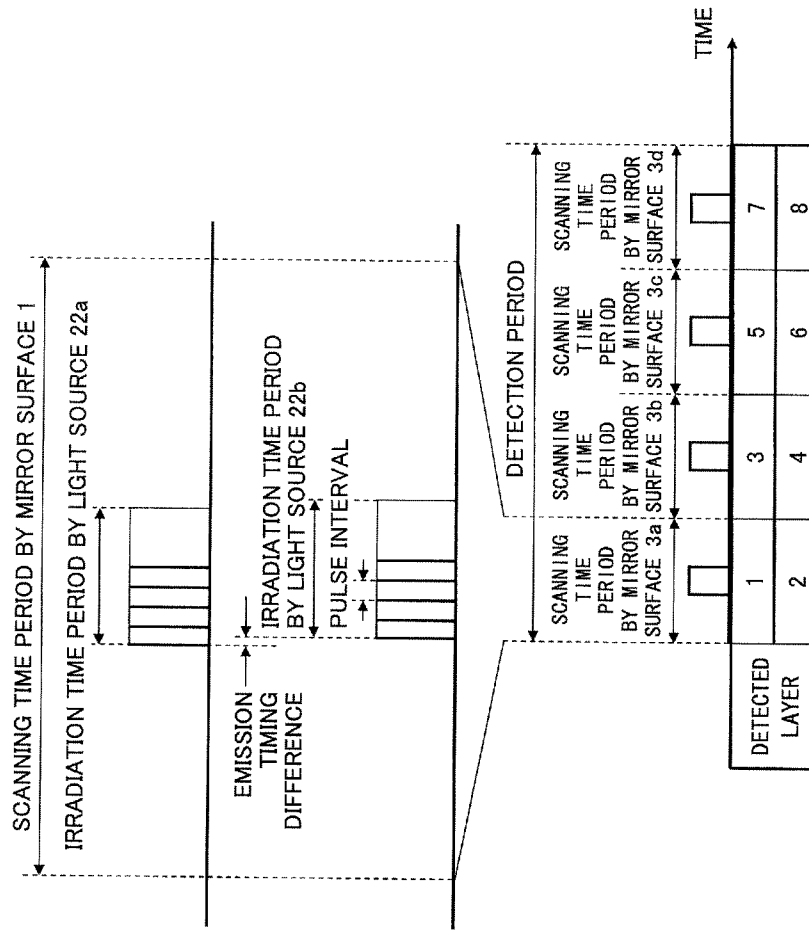 SCANNING TIME PERIOD BY MIRROR SURFACE 1
IRRADIATION TIME PERIOD BY LIGHT SOURCE 22a
EMISSION
TIMING
DIFFERENCE
IRRADIATION TIME PERIOD
BY LIGHT SOURCE 22b
PULSE INTERVAL
DETECTION PERIOD
SCANNING
TIME
PERIOD
BY MIRROR
SURFACE 3a
SCANNING
TIME
PERIOD
BY MIRROR
SURFACE 3b
SCANNING
TIME
PERIOD
BY MIRROR
SURFACE 3c
SCANNING
TIME
PERIOD
BY MIRROR
SURFACE 3d
TIME
DETECTED
LAYER
1 3 5 7
2 4 6 8